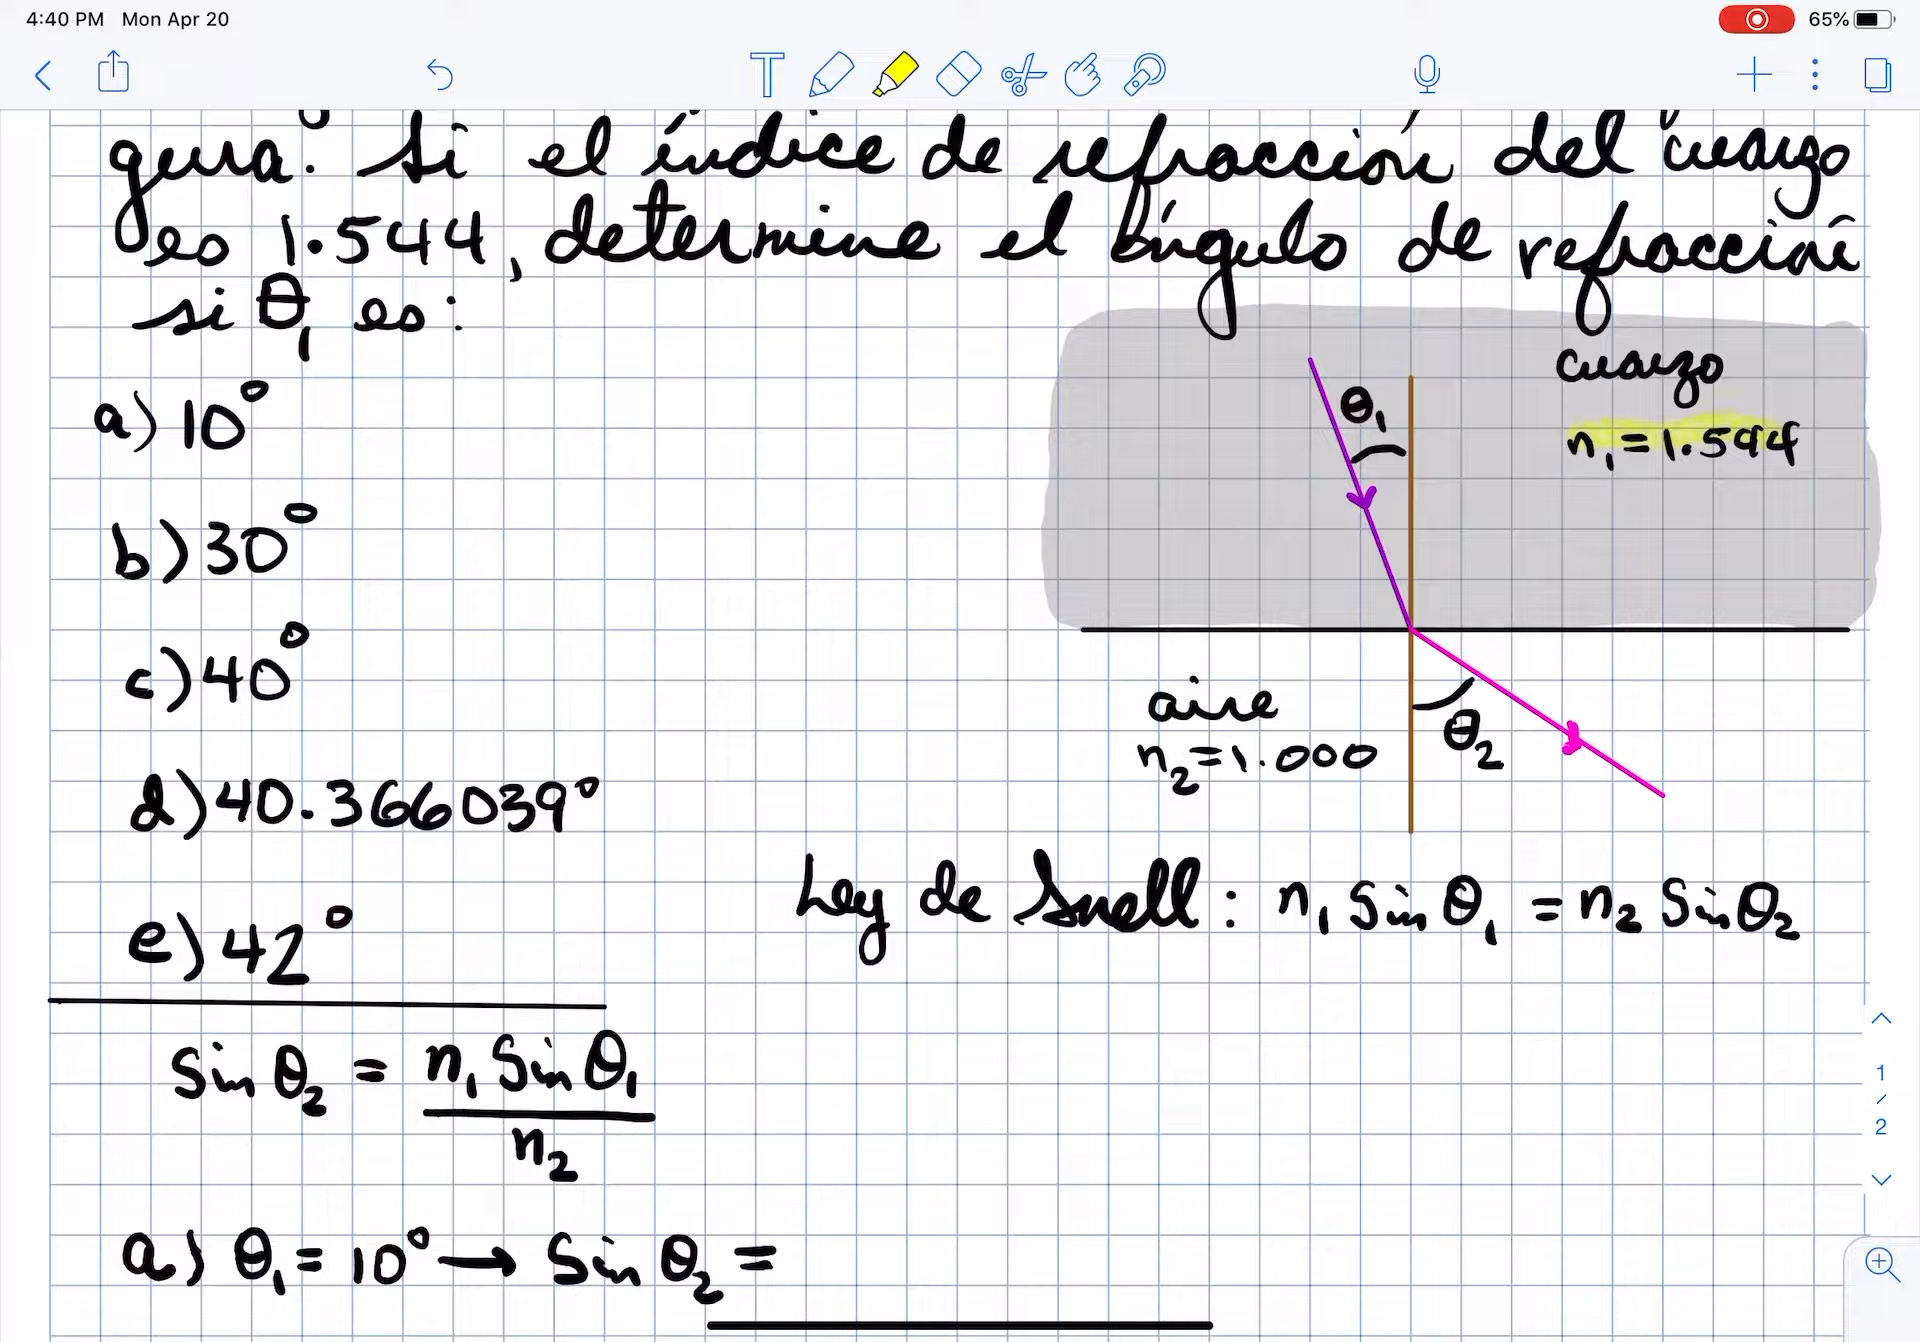 4:40 PM Mon Apr 20
65%
gura. Si el índice de refracción del cuarzo
es 1.544, determine el ángulo de refracción
si θ₁ es:
a) 10°
b) 30°
c) 40°
d) 40.366039°
e) 42°
cuarzo
n₁ = 1.544
θ₁
aire
n₂ = 1.000
θ₂
Ley de Snell: n₁ Sin θ₁ = n₂ Sin θ₂
Sin θ₂ = n₁ Sin θ₁
n₂
a) θ₁ = 10° → Sin θ₂ =
1
/
2